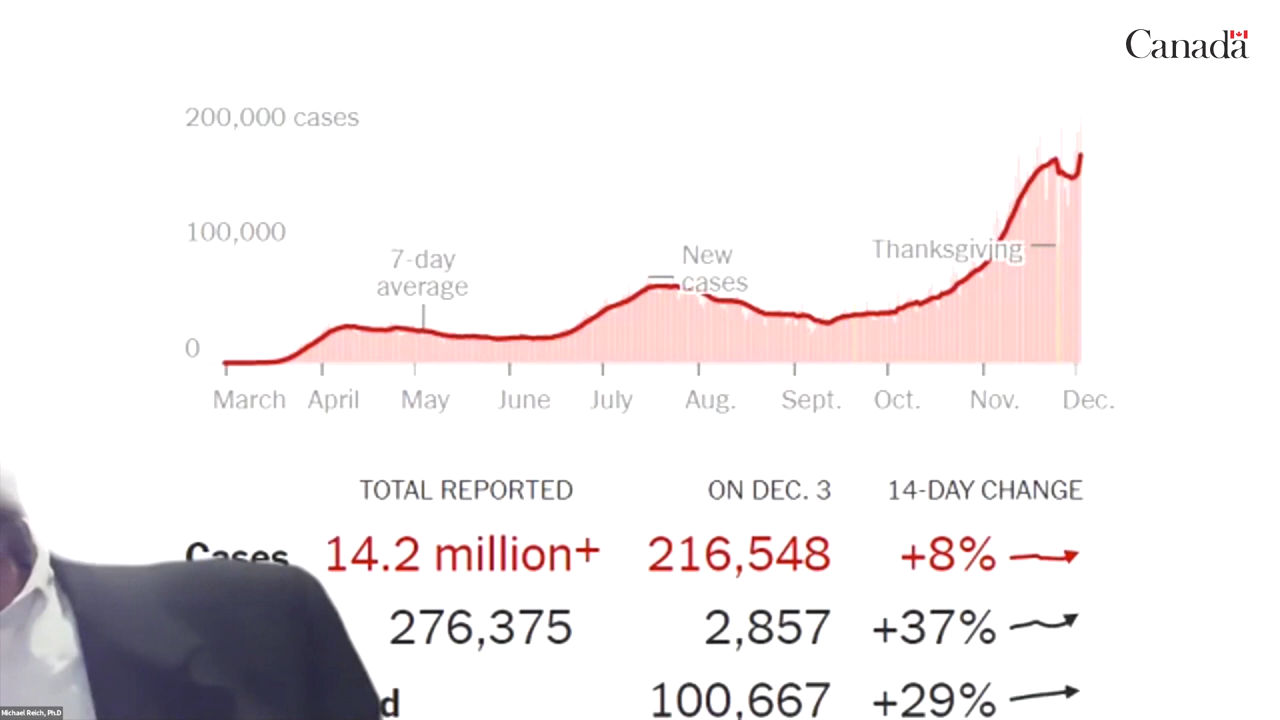 Canada
200,000 cases
100,000
7-day
average
New
cases
Thanksgiving
0
March April May June July Aug. Sept. Oct. Nov. Dec.
TOTAL REPORTED ON DEC. 3 14-DAY CHANGE
Cases 14.2 million+ 216,548 +8%
276,375 2,857 +37%
d 100,667 +29%
Michael Reich, Ph.D